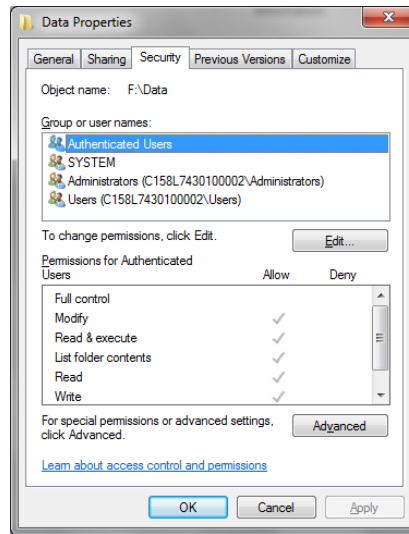 Data Properties
General Sharing Security Previous Versions Customize
Object name: F:\Data
Group or user names:
Authenticated Users
SYSTEM
Administrators (C158L7430100002\Administrators)
Users (C158L7430100002\Users)
To change permissions, click Edit.
Edit...
Permissions for Authenticated
Users Allow Deny
Full control
Modify
Read & execute
List folder contents
Read
Write
For special permissions or advanced settings,
click Advanced.
Advanced
Learn about access control and permissions
OK Cancel Apply